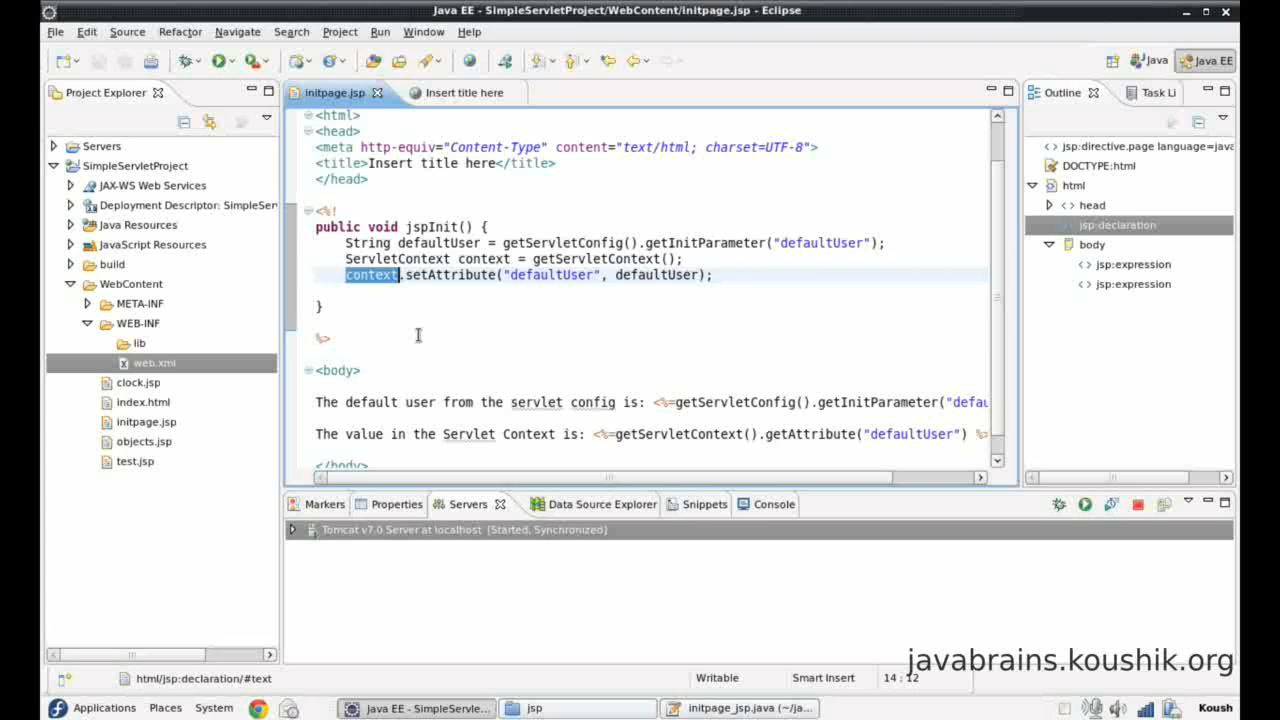 Java EE - SimpleServletProject/WebContent/initpage.jsp - Eclipse
File Edit Source Refactor Navigate Search Project Run Window Help
Java Java EE
Project Explorer
Servers
SimpleServletProject
JAX-WS Web Services
Deployment Descriptor: SimpleSer
Java Resources
JavaScript Resources
build
WebContent
META-INF
WEB-INF
lib
web.xml
clock.jsp
index.html
initpage.jsp
objects.jsp
test.jsp
initpage.jsp Insert title here
<html>
<head>
<meta http-equiv="Content-Type" content="text/html; charset=UTF-8">
<title>Insert title here</title>
</head>
<%!
public void jspInit() {
String defaultUser = getServletConfig().getInitParameter("defaultUser");
ServletContext context = getServletContext();
context.setAttribute("defaultUser", defaultUser);
}
%>
<body>
The default user from the servlet config is: <%=getServletConfig().getInitParameter("defau
The value in the Servlet Context is: <%=getServletContext().getAttribute("defaultUser") %>
</body>
Outline Task Li
jsp:directive.page language=java
DOCTYPE:html
html
head
jsp:declaration
body
jsp:expression
jsp:expression
Markers Properties Servers Data Source Explorer Snippets Console
Tomcat v7.0 Server at localhost [Started, Synchronized]
javabrains.koushik.org
html/jsp:declaration/#text Writable Smart Insert 14 : 12
Applications Places System Java EE - SimpleServle... jsp initpage_jsp.java (~/ja... Koush